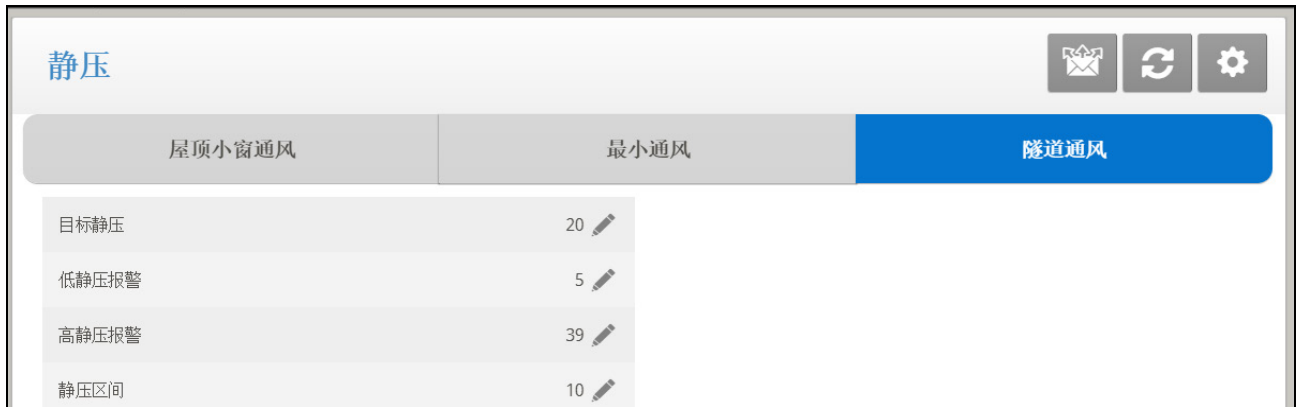 静压
屋顶小窗通风 最小通风 隧道通风
目标静压 20
低静压报警 5
高静压报警 39
静压区间 10